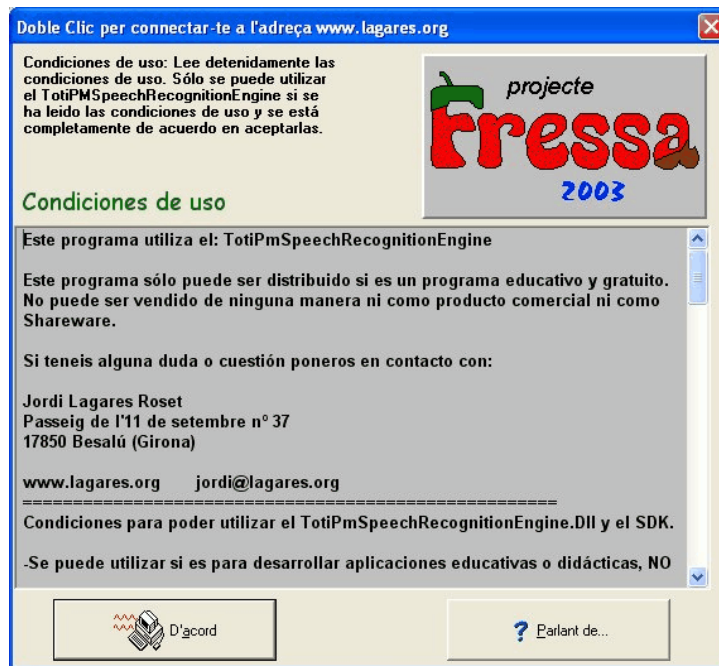 Doble Clic per connectar-te a l'adreça www.lagares.org
Condiciones de uso: Lee detenidamente las
condiciones de uso. Sólo se puede utilizar
el TotiPMSpeechRecognitionEngine si se
ha leido las condiciones de uso y se está
completamente de acuerdo en aceptarlas.
projecte
Fressa
2003
Condiciones de uso
Este programa utiliza el: TotiPmSpeechRecognitionEngine
Este programa sólo puede ser distribuido si es un programa educativo y gratuito.
No puede ser vendido de ninguna manera ni como producto comercial ni como
Shareware.
Si teneis alguna duda o cuestión poneros en contacto con:
Jordi Lagares Roset
Passeig de l'11 de setembre nº 37
17850 Besalú (Girona)
www.lagares.org jordi@lagares.org
======================================================
Condiciones para poder utilizar el TotiPmSpeechRecognitionEngine.Dll y el SDK.
-Se puede utilizar si es para desarrollar aplicaciones educativas o didácticas, NO
D'acord
? Parlant de...